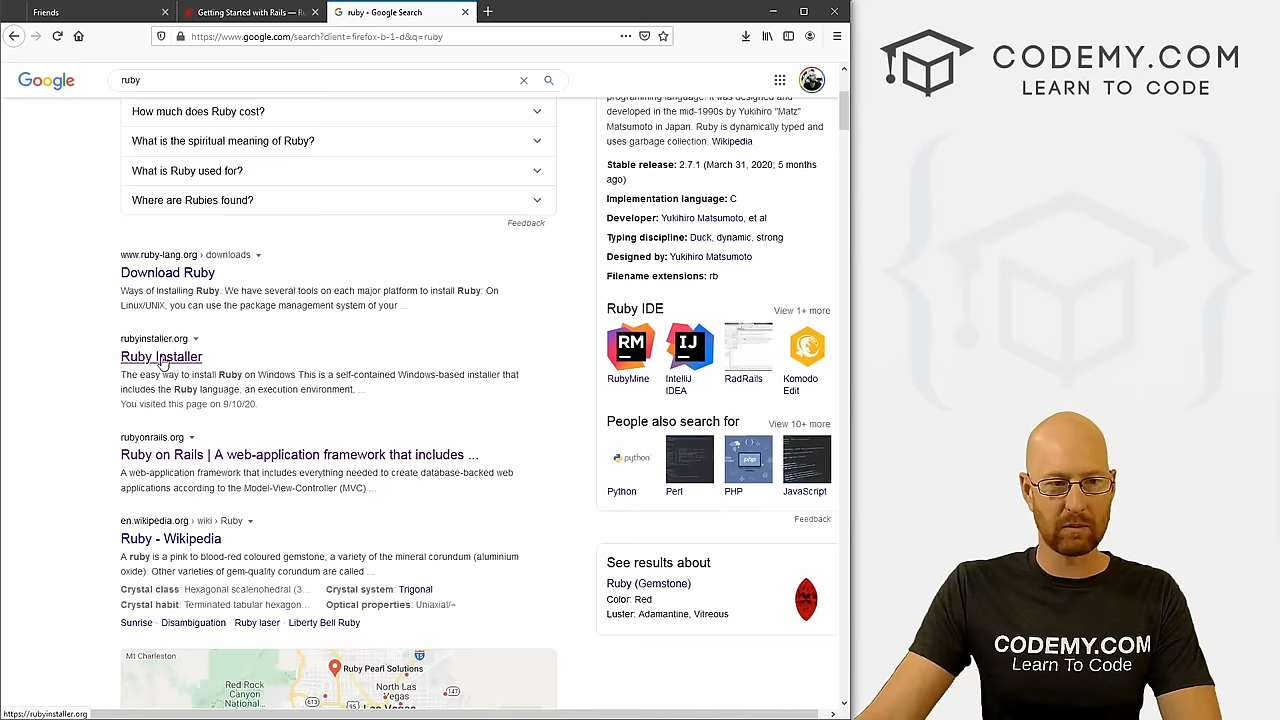 Friends
Getting Started with Rails — Ru
ruby - Google Search
https://www.google.com/search?client=firefox-b-1-d&q=ruby
Google
ruby
How much does Ruby cost?
What is the spiritual meaning of Ruby?
What is Ruby used for?
Where are Rubies found?
Feedback
www.ruby-lang.org › downloads
Download Ruby
Ways of Installing Ruby. We have several tools on each major platform to install Ruby: On
Linux/UNIX, you can use the package management system of your ...
rubyinstaller.org
Ruby Installer
The easy way to install Ruby on Windows This is a self-contained Windows-based installer that
includes the Ruby language, an execution environment, ...
You visited this page on 9/10/20.
rubyonrails.org
Ruby on Rails | A web-application framework that includes ...
A web-application framework that includes everything needed to create database-backed web
applications according to the Model-View-Controller (MVC) ...
en.wikipedia.org › wiki › Ruby
Ruby - Wikipedia
A ruby is a pink to blood-red coloured gemstone, a variety of the mineral corundum (aluminium
oxide). Other varieties of gem-quality corundum are called ...
Crystal class: Hexagonal scalenohedral (3...
Crystal system: Trigonal
Crystal habit: Terminated tabular hexagon...
Optical properties: Uniaxial/–
Sunrise · Disambiguation · Ruby laser · Liberty Bell Ruby
Mt Charleston
Ruby Pearl Solutions
Red Rock
Canyon
National
North Las
Vegas
Las Vegas
15
147
613
95
https://rubyinstaller.org
programming language. It was designed and
developed in the mid-1990s by Yukihiro "Matz"
Matsumoto in Japan. Ruby is dynamically typed and
uses garbage collection. Wikipedia
Stable release: 2.7.1 (March 31, 2020; 5 months
ago)
Implementation language: C
Developer: Yukihiro Matsumoto, et al
Typing discipline: Duck, dynamic, strong
Designed by: Yukihiro Matsumoto
Filename extensions: rb
Ruby IDE
View 1+ more
RM
IJ
RubyMine
IntelliJ
IDEA
RadRails
Komodo
Edit
People also search for
View 10+ more
python
php
Python
Perl
PHP
JavaScript
Feedback
See results about
Ruby (Gemstone)
Color: Red
Luster: Adamantine, Vitreous
CODEMY.COM
LEARN TO CODE
CODEMY.COM
Learn To Code